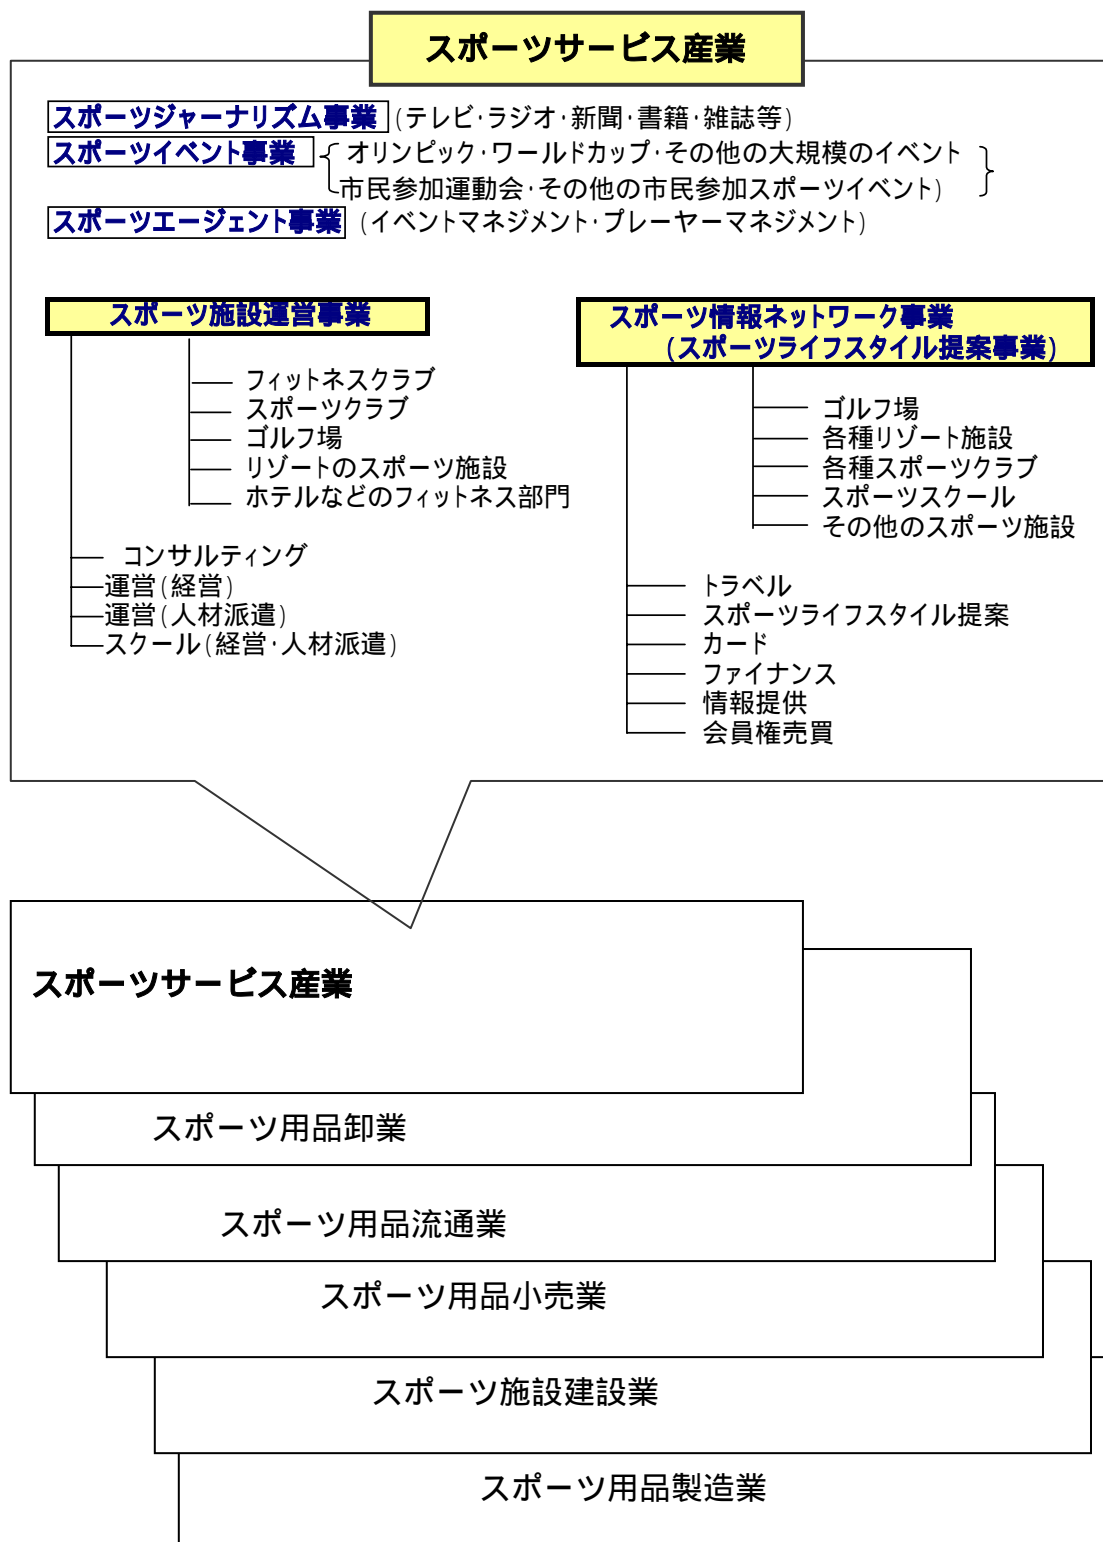 スポーツサービス産業
スポーツジャーナリズム事業 (テレビ・ラジオ・新聞・書籍・雑誌等)
スポーツイベント事業 オリンピック・ワールドカップ・その他の大規模のイベント
市民参加運動会・その他の市民参加スポーツイベント)
スポーツエージェント事業 (イベントマネジメント・プレーヤーマネジメント)
スポーツ施設運営事業
フィットネスクラブ
スポーツクラブ
ゴルフ場
リゾートのスポーツ施設
ホテルなどのフィットネス部門
コンサルティング
運営(経営)
運営(人材派遣)
スクール(経営・人材派遣)
スポーツ情報ネットワーク事業
(スポーツライフスタイル提案事業)
ゴルフ場
各種リゾート施設
各種スポーツクラブ
スポーツスクール
その他のスポーツ施設
トラベル
スポーツライフスタイル提案
カード
ファイナンス
情報提供
会員権売買
スポーツサービス産業
スポーツ用品卸業
スポーツ用品流通業
スポーツ用品小売業
スポーツ施設建設業
スポーツ用品製造業